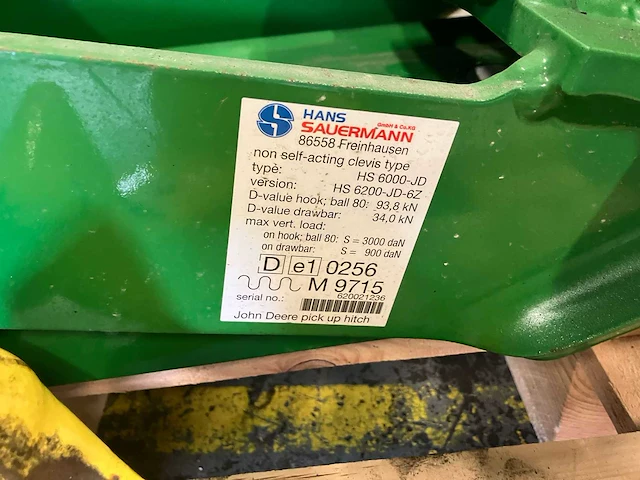 HANS
SAUERMANN GmbH & Co.KG
86558 Freinhausen
non self-acting clevis type
type: HS 6000-JD
version: HS 6200-JD-6Z
D-value hook; ball 80: 93,8 kN
D-value drawbar: 34,0 kN
max vert. load:
on hook; ball 80: S = 3000 daN
on drawbar: S = 900 daN
D e1 0256
M 9715
serial no.: 620021236
John Deere pick up hitch